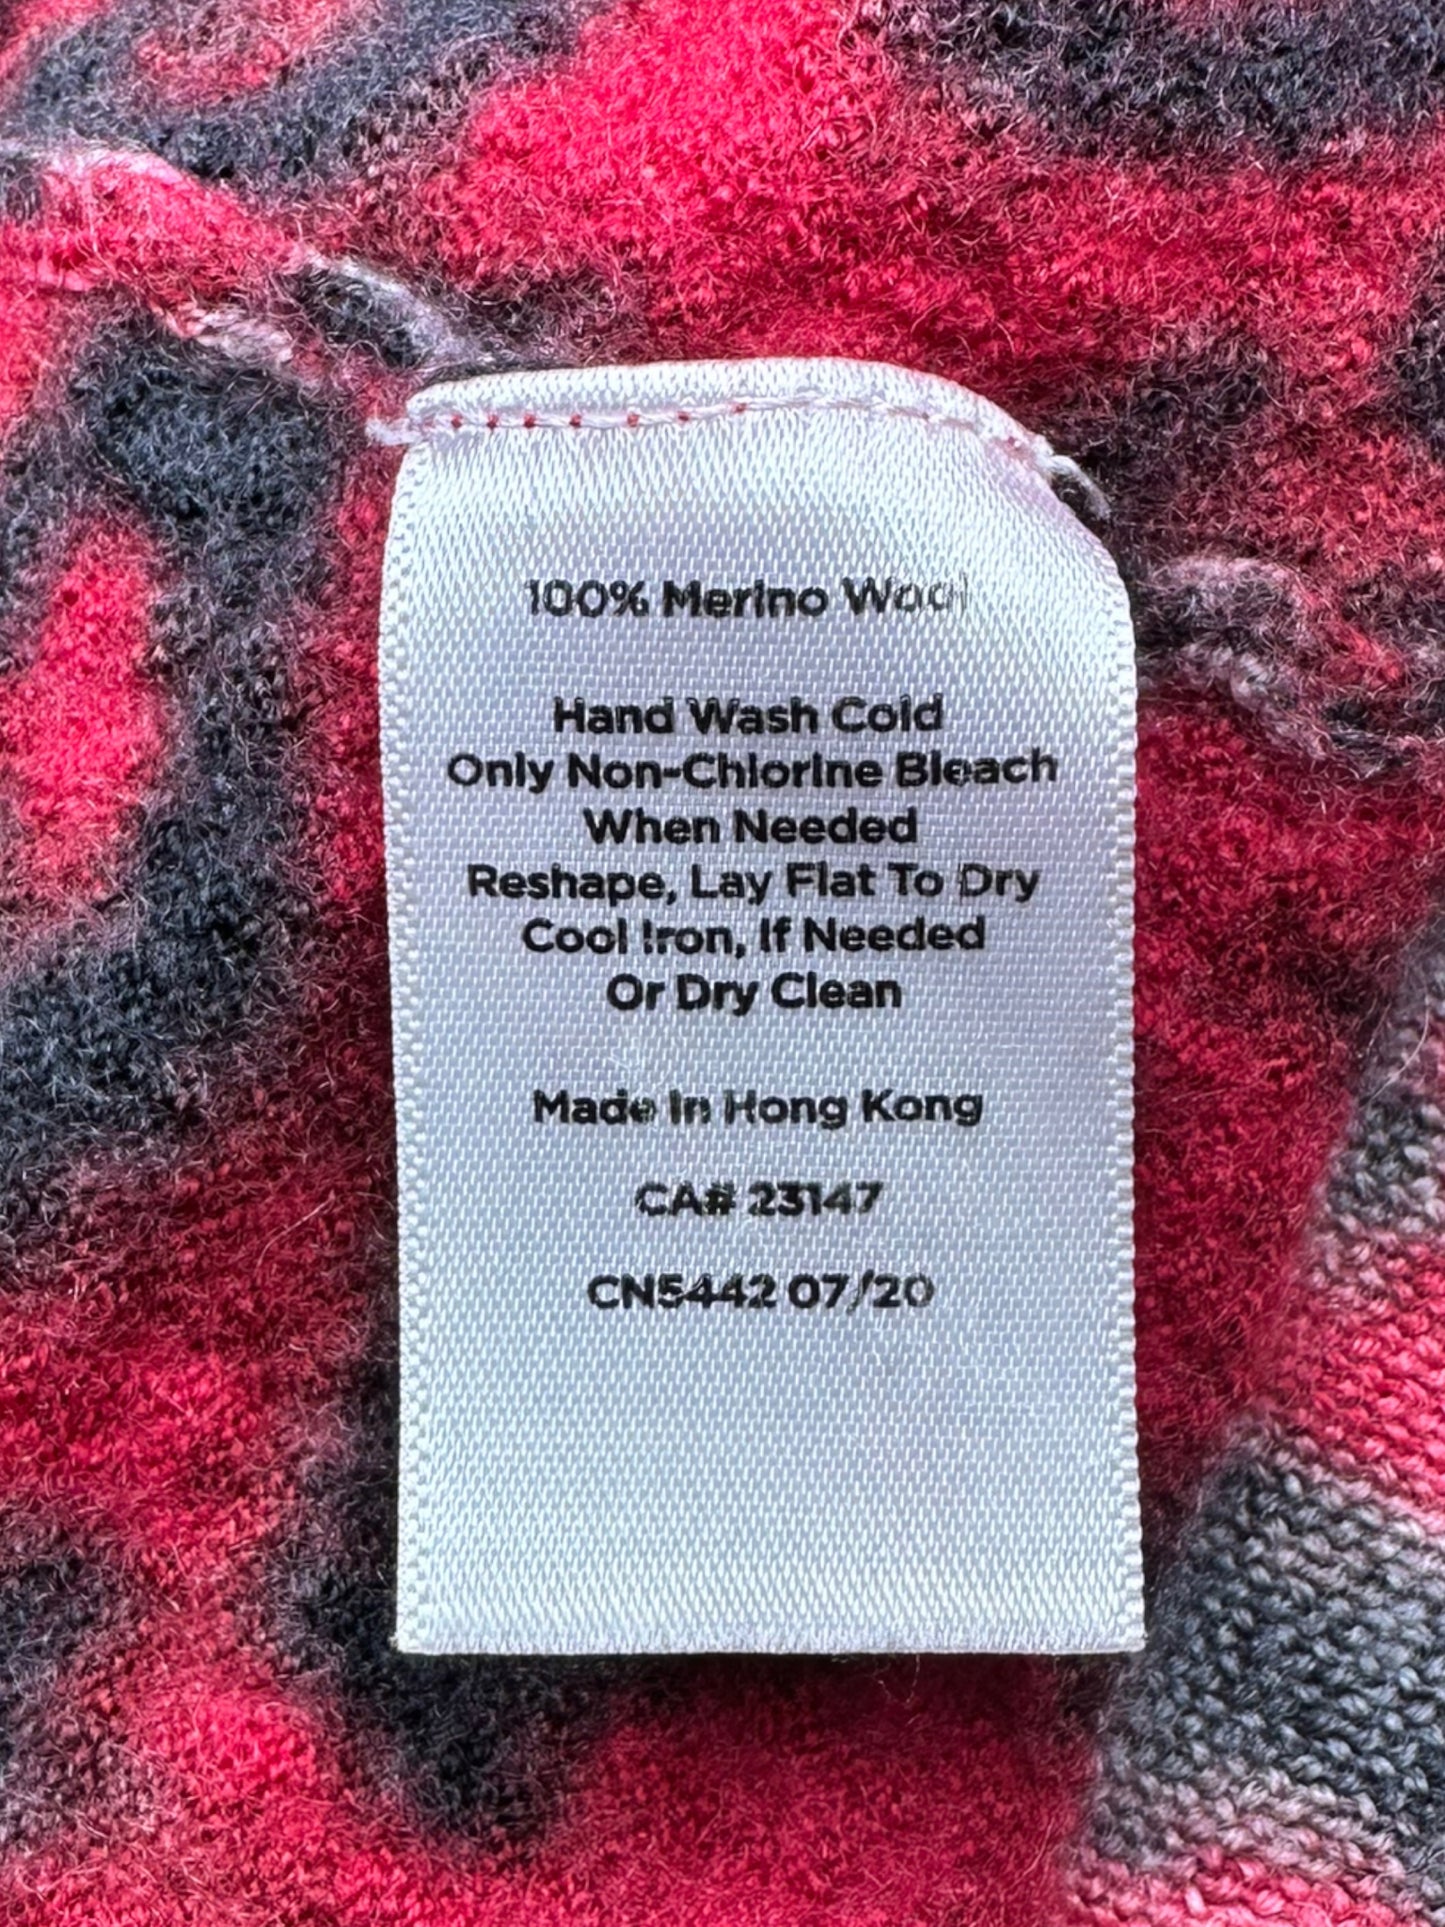 100% Merino Wool
Hand Wash Cold
Only Non-Chlorine Bleach
When Needed
Reshape, Lay Flat To Dry
Cool Iron, If Needed
Or Dry Clean
Made In Hong Kong
CA# 23147
CN5442 07/20